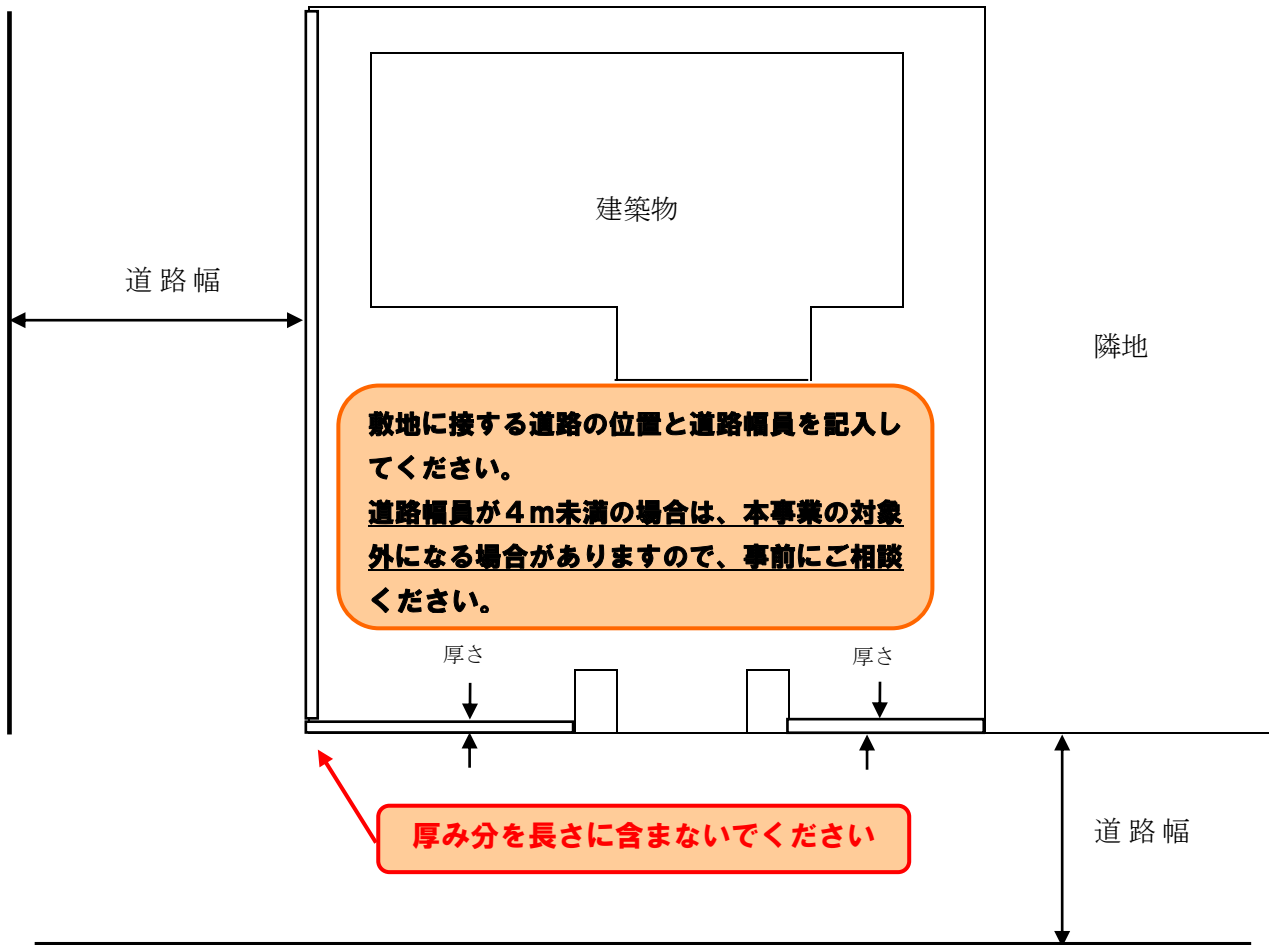 建築物
道路幅
隣地
敷地に接する道路の位置と道路幅員を記入し
てください。
道路幅員が4m未満の場合は、本事業の対象
外になる場合がありますので、事前にご相談
ください。
厚さ
厚さ
厚み分を長さに含まないでください
道路幅